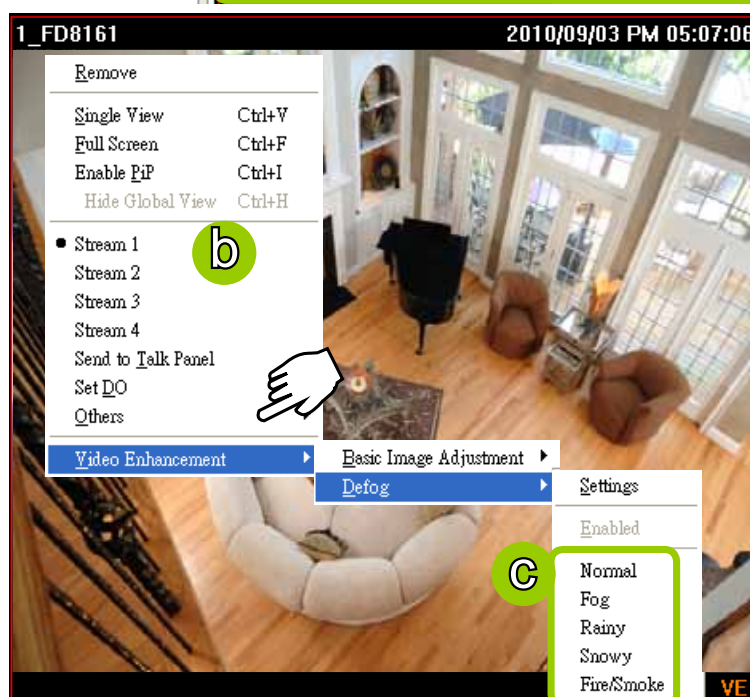 1_FD8161 2010/09/03 PM 05:07:06
Remove
Single View Ctrl+V
Full Screen Ctrl+F
Enable PiP Ctrl+I
Hide Global View Ctrl+H
Stream 1
b
Stream 2
Stream 3
Stream 4
Send to Talk Panel
Set DO
Others
Video Enhancement
Basic Image Adjustment
Defog
Settings
Enabled
C
Normal
Fog
Rainy
Snowy
Fire/Smoke
VE